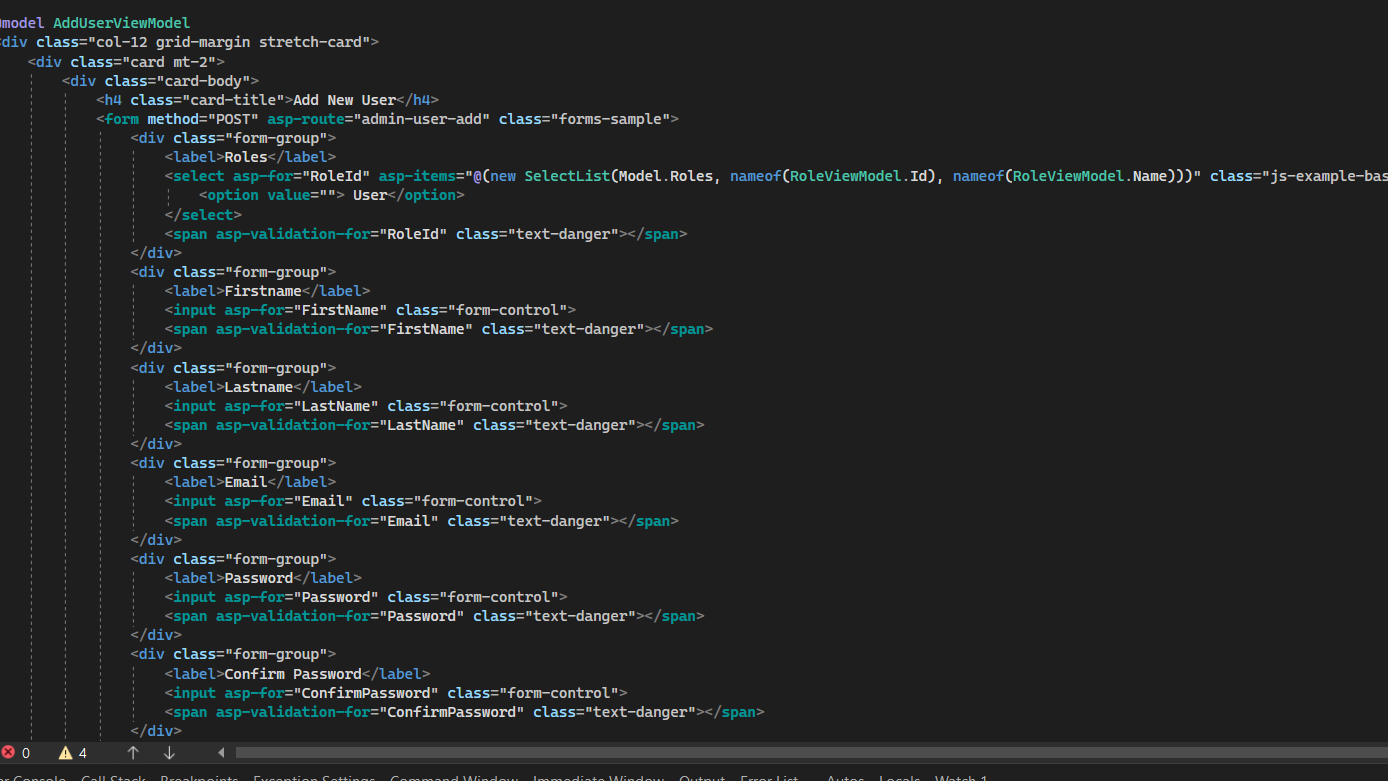 @model AddUserViewModel
<div class="col-12 grid-margin stretch-card">
<div class="card mt-2">
<div class="card-body">
<h4 class="card-title">Add New User</h4>
<form method="POST" asp-route="admin-user-add" class="forms-sample">
<div class="form-group">
<label>Roles</label>
<select asp-for="RoleId" asp-items="@(new SelectList(Model.Roles, nameof(RoleViewModel.Id), nameof(RoleViewModel.Name)))" class="js-example-bas
<option value=""> User</option>
</select>
<span asp-validation-for="RoleId" class="text-danger"></span>
</div>
<div class="form-group">
<label>Firstname</label>
<input asp-for="FirstName" class="form-control">
<span asp-validation-for="FirstName" class="text-danger"></span>
</div>
<div class="form-group">
<label>Lastname</label>
<input asp-for="LastName" class="form-control">
<span asp-validation-for="LastName" class="text-danger"></span>
</div>
<div class="form-group">
<label>Email</label>
<input asp-for="Email" class="form-control">
<span asp-validation-for="Email" class="text-danger"></span>
</div>
<div class="form-group">
<label>Password</label>
<input asp-for="Password" class="form-control">
<span asp-validation-for="Password" class="text-danger"></span>
</div>
<div class="form-group">
<label>Confirm Password</label>
<input asp-for="ConfirmPassword" class="form-control">
<span asp-validation-for="ConfirmPassword" class="text-danger"></span>
</div>
0 4
er Console Call Stack Breakpoints Exception Settings Command Window Immediate Window Output Error List ... Autos Locals Watch 1